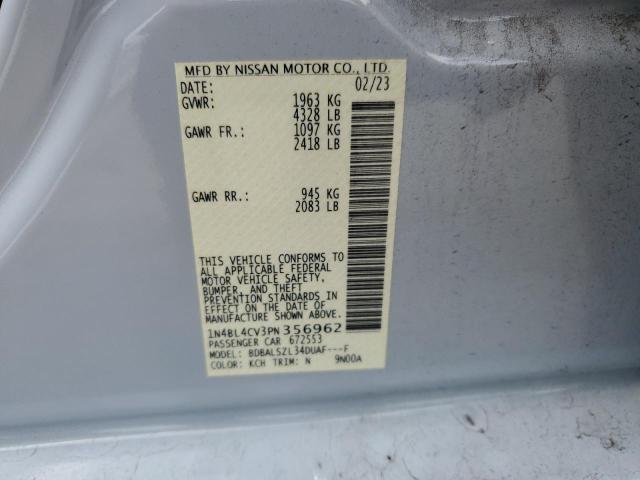 MFD BY NISSAN MOTOR CO., LTD.
DATE: 02/23
GVWR: 1963 KG
4328 LB
GAWR FR.: 1097 KG
2418 LB
GAWR RR.: 945 KG
2083 LB
THIS VEHICLE CONFORMS TO
ALL APPLICABLE FEDERAL
MOTOR VEHICLE SAFETY,
BUMPER, AND THEFT
PREVENTION STANDARDS IN
EFFECT ON THE DATE OF
MANUFACTURE SHOWN ABOVE.
1N4BL4CV3PN356962
PASSENGER CAR 672553
MODEL: BDBALSZL34DUAF---F
COLOR: KCH TRIM: N 9N00A